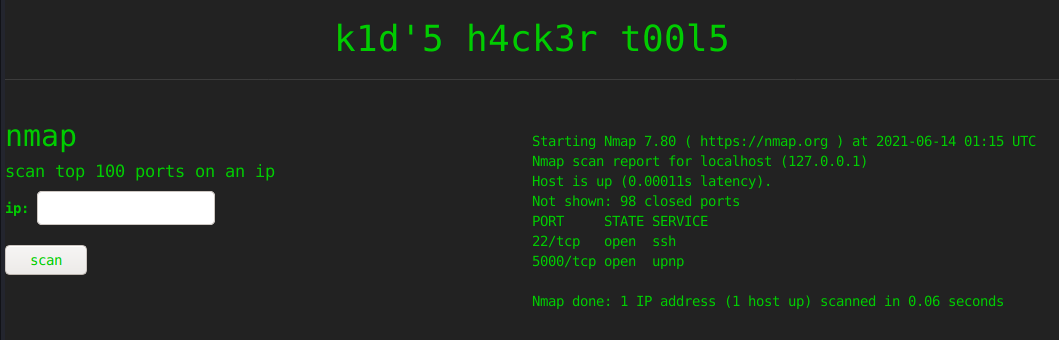 k1d'5 h4ck3r t00l5
nmap
scan top 100 ports on an ip
ip:
scan
Starting Nmap 7.80 ( https://nmap.org ) at 2021-06-14 01:15 UTC
Nmap scan report for localhost (127.0.0.1)
Host is up (0.00011s latency).
Not shown: 98 closed ports
PORT     STATE SERVICE
22/tcp   open  ssh
5000/tcp open  upnp
Nmap done: 1 IP address (1 host up) scanned in 0.06 seconds